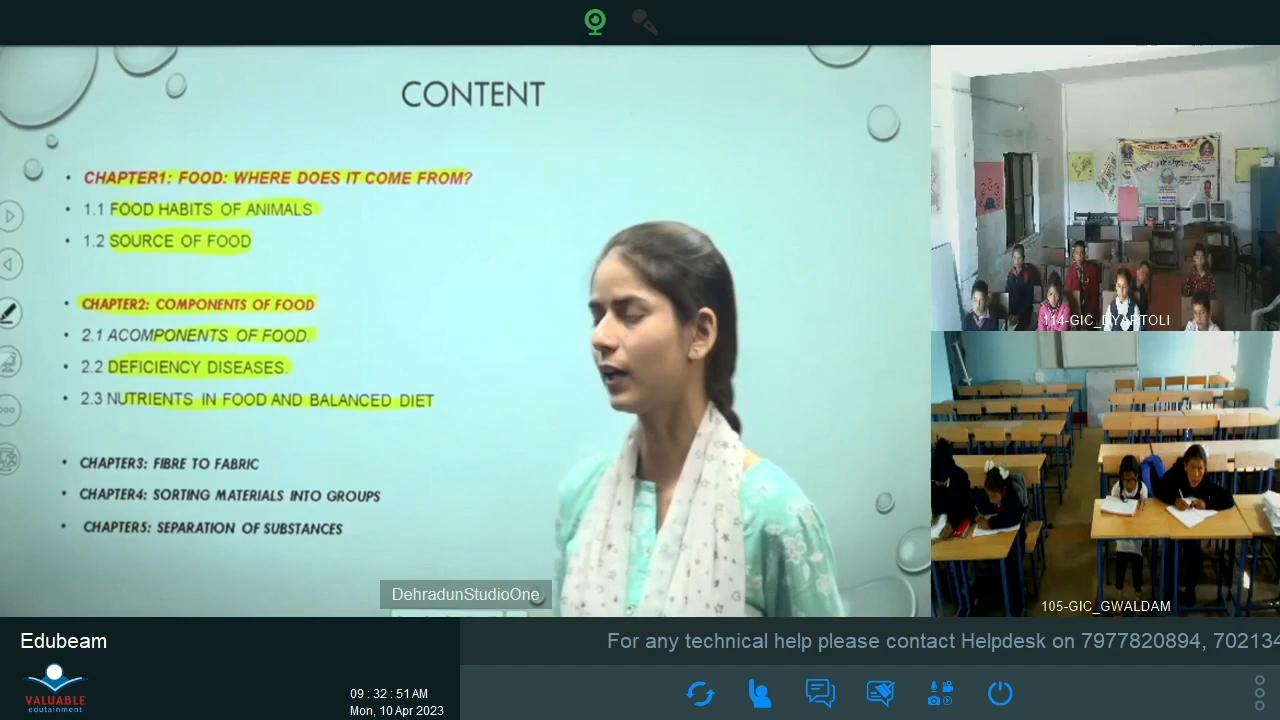 CONTENT
• CHAPTER1: FOOD: WHERE DOES IT COME FROM?
• 1.1 FOOD HABITS OF ANIMALS
• 1.2 SOURCE OF FOOD
• CHAPTER2: COMPONENTS OF FOOD
• 2.1 ACOMPONENTS OF FOOD.
• 2.2 DEFICIENCY DISEASES.
• 2.3 NUTRIENTS IN FOOD AND BALANCED DIET
• CHAPTER3: FIBRE TO FABRIC
• CHAPTER4: SORTING MATERIALS INTO GROUPS
• CHAPTER5: SEPARATION OF SUBSTANCES
DehradunStudioOne
114-GIC_DYARTOLI
105-GIC_GWALDAM
Edubeam
For any technical help please contact Helpdesk on 7977820894, 702134
VALUABLE
edutainment
09 : 32 : 51 AM
Mon, 10 Apr 2023